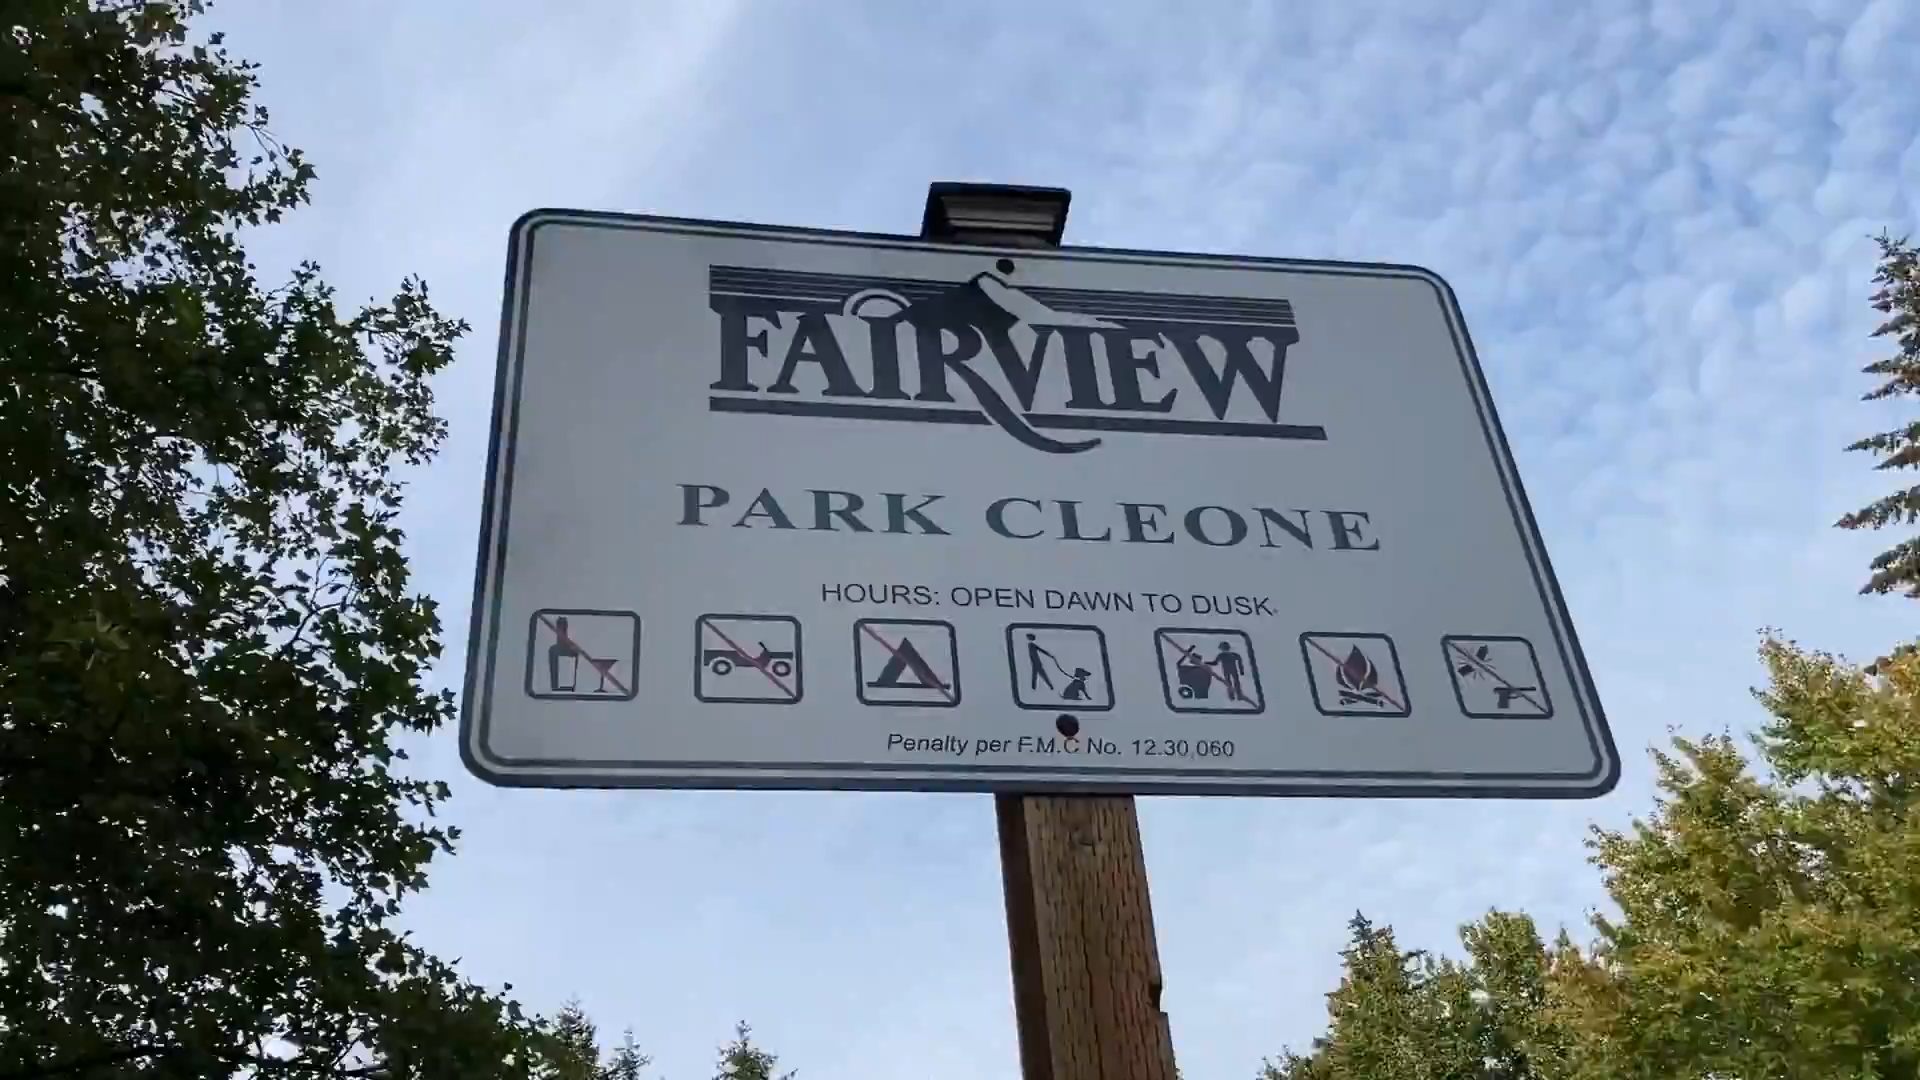 FAIRVIEW
PARK CLEONE
HOURS: OPEN DAWN TO DUSK
Penalty per F.M.C No. 12.30.060